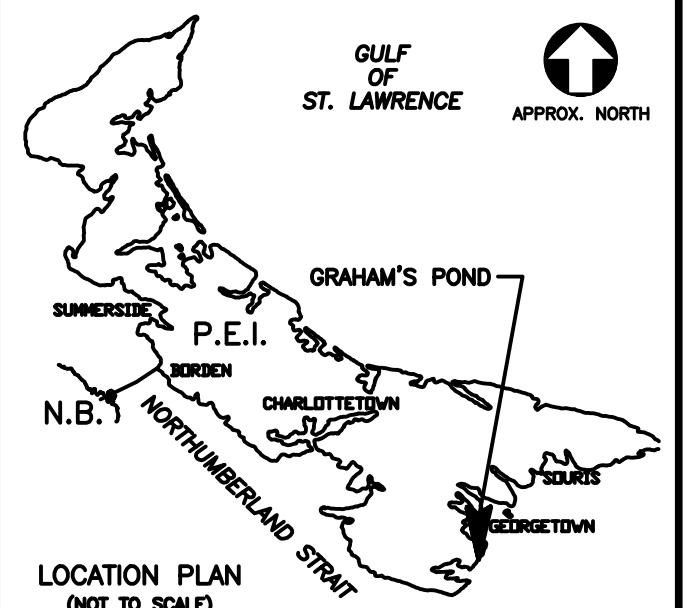 GULF
OF
ST. LAWRENCE
APPROX. NORTH
GRAHAM'S POND
SUMMERSIDE
P.E.I.
BORDEN
N.B.
CHARLOTTETOWN
NORTHUMBERLAND STRAIT
SOURIS
GEORGETOWN
LOCATION PLAN
(NOT TO SCALE)